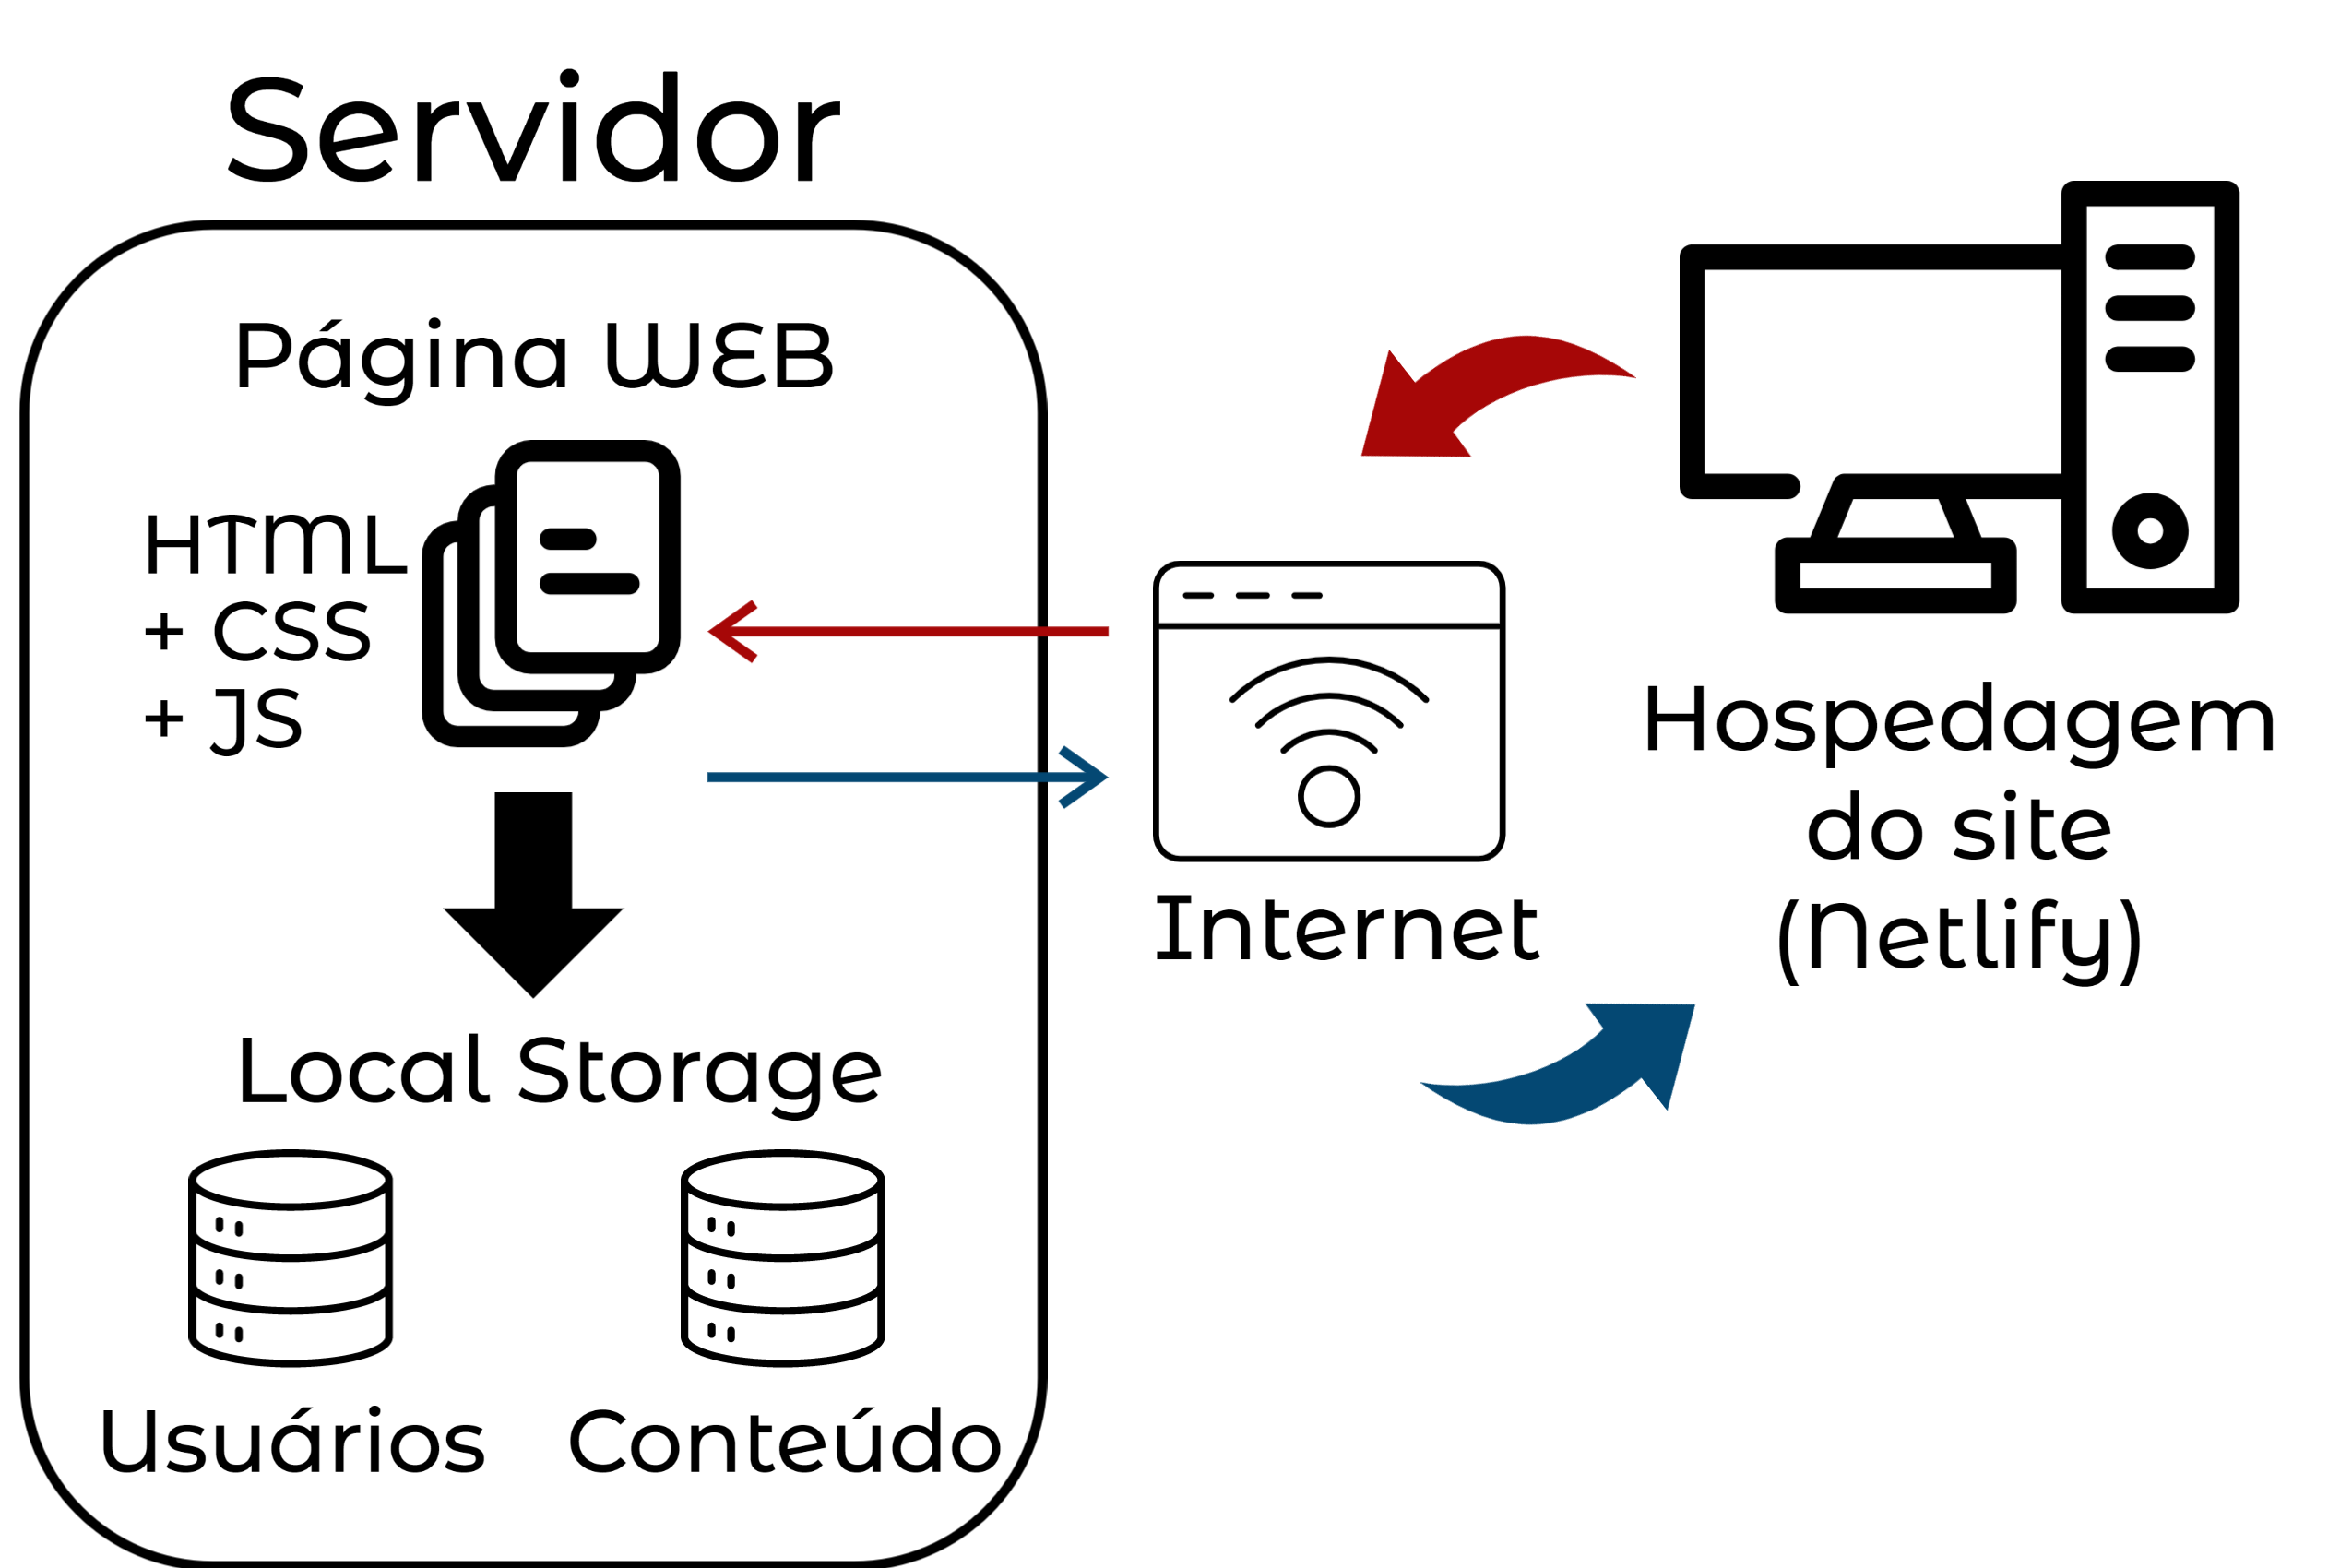 Servidor
Página WEB
HTML
+ CSS
+ JS
Local Storage
Usuários
Conteúdo
Internet
Hospedagem
do site
(Netlify)